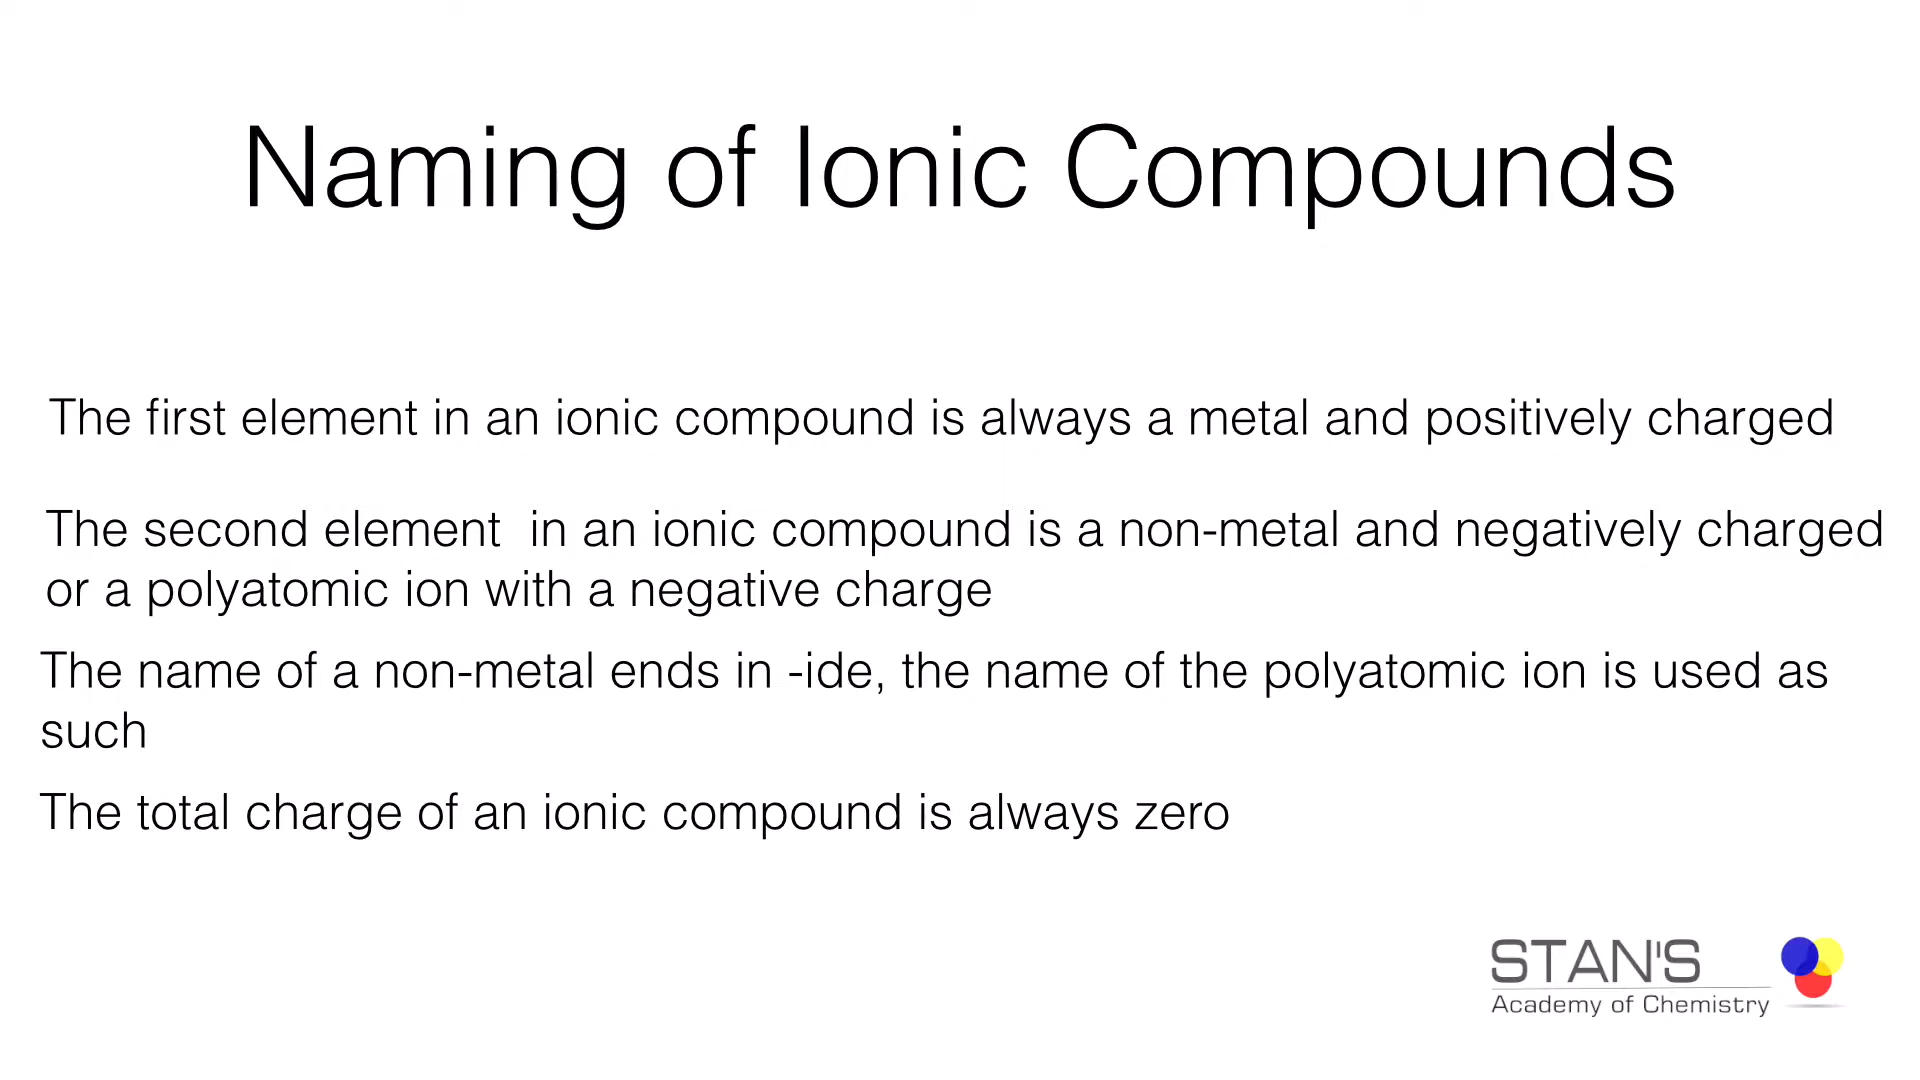 Naming of Ionic Compounds
The first element in an ionic compound is always a metal and positively charged
The second element  in an ionic compound is a non-metal and negatively charged
or a polyatomic ion with a negative charge
The name of a non-metal ends in -ide, the name of the polyatomic ion is used as
such
The total charge of an ionic compound is always zero
STAN'S
Academy of Chemistry